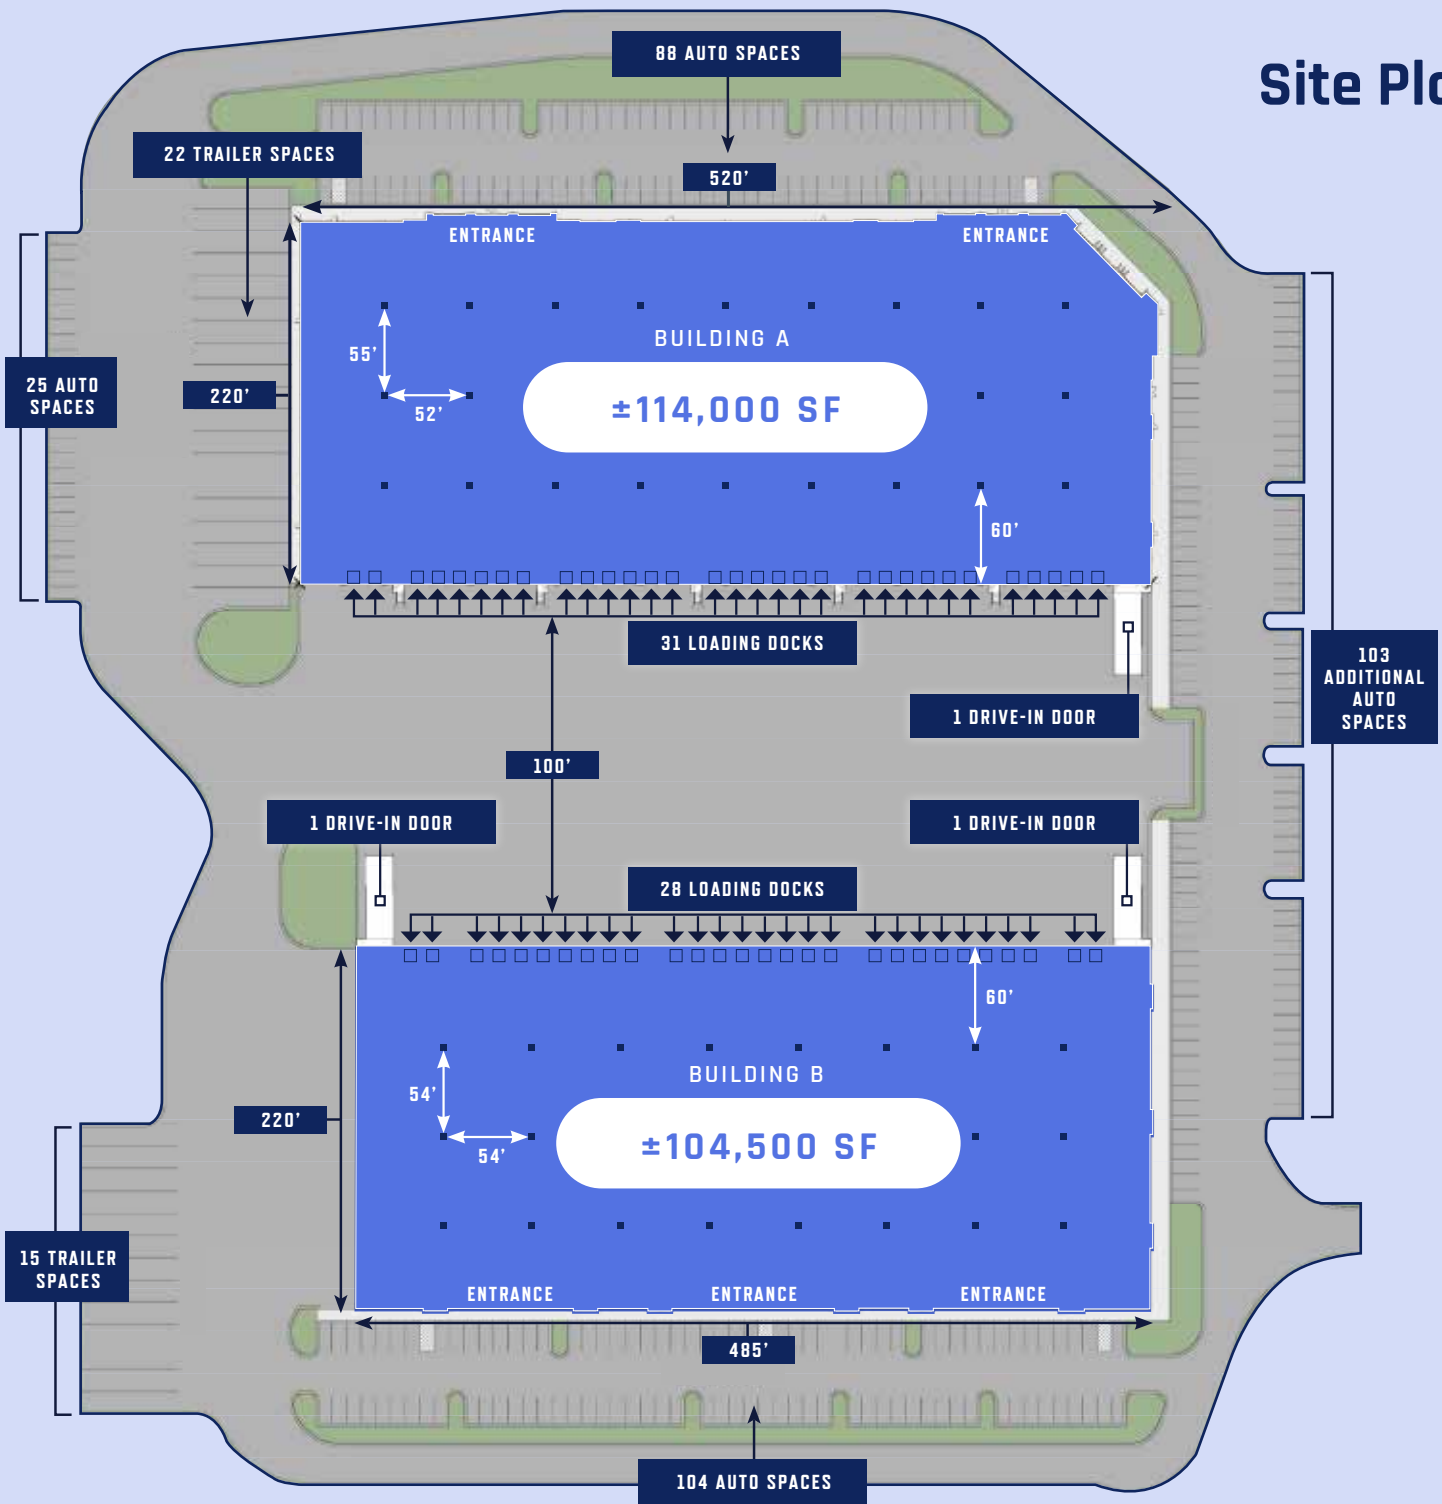 88 AUTO SPACES
Site Pla
22 TRAILER SPACES
520'
ENTRANCE
ENTRANCE
BUILDING A
55'
25 AUTO
SPACES
220'
52'
±114,000 SF
60'
31 LOADING DOCKS
103
ADDITIONAL
AUTO
SPACES
1 DRIVE-IN DOOR
100'
1 DRIVE-IN DOOR
1 DRIVE-IN DOOR
28 LOADING DOCKS
60'
BUILDING B
54'
220'
±104,500 SF
54'
15 TRAILER
SPACES
ENTRANCE
ENTRANCE
ENTRANCE
485'
104 AUTO SPACES